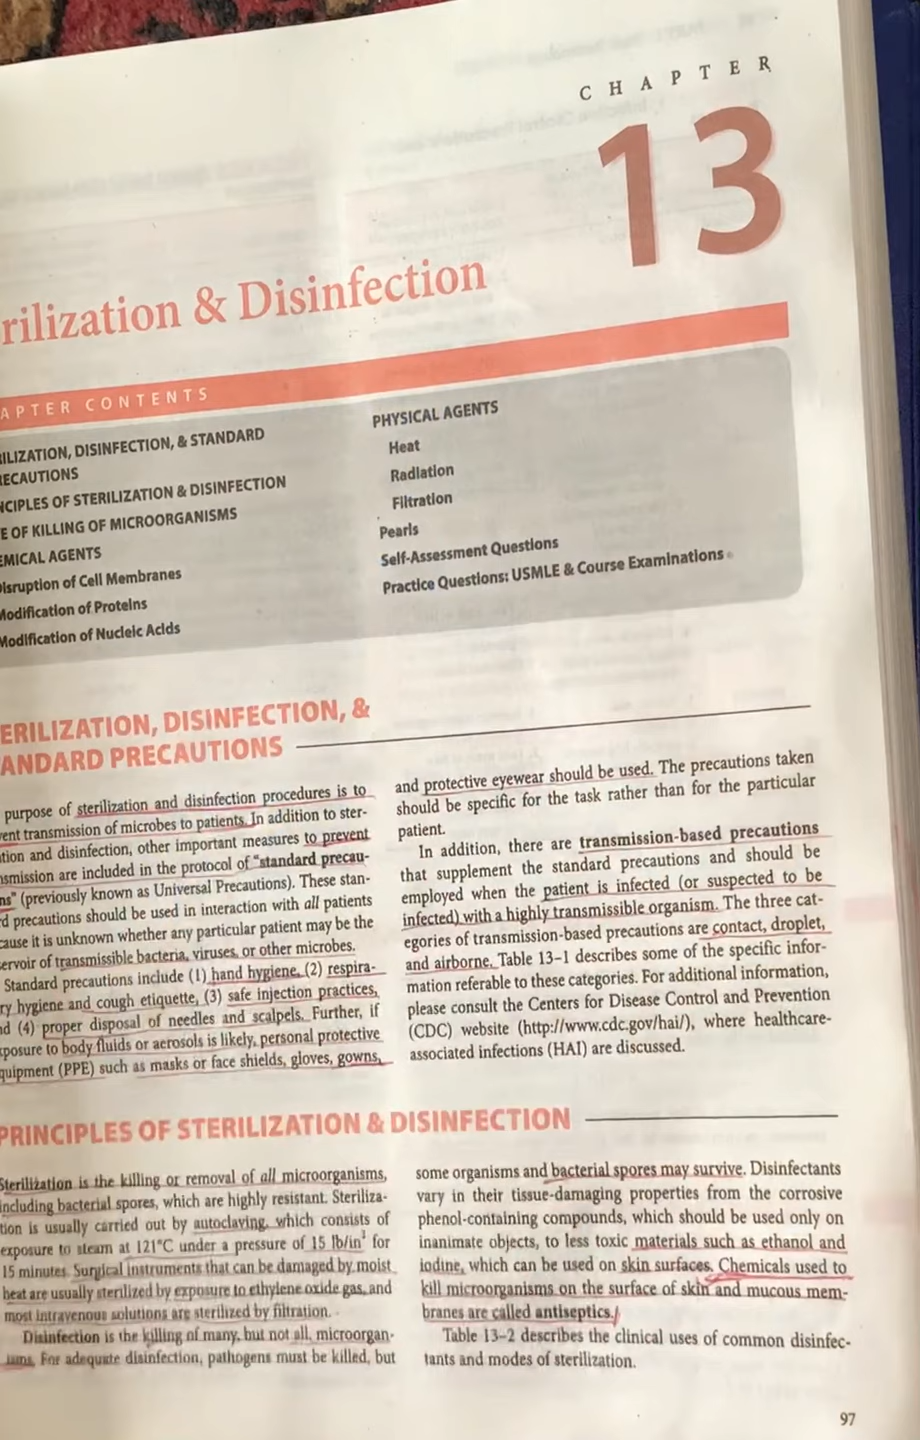 CHAPTER
13
rilization & Disinfection
APTER CONTENTS
ILIZATION, DISINFECTION, & STANDARD
ECAUTIONS
NCIPLES OF STERILIZATION & DISINFECTION
E OF KILLING OF MICROORGANISMS
EMICAL AGENTS
Disruption of Cell Membranes
Modification of Proteins
Modification of Nucleic Acids
PHYSICAL AGENTS
Heat
Radiation
Filtration
Pearls
Self-Assessment Questions
Practice Questions: USMLE & Course Examinations
ERILIZATION, DISINFECTION, &
ANDARD PRECAUTIONS
purpose of sterilization and disinfection procedures is to
vent transmission of microbes to patients. In addition to ster-
ation and disinfection, other important measures to prevent
nsmission are included in the protocol of "standard precau-
ns" (previously known as Universal Precautions). These stan-
rd precautions should be used in interaction with all patients
cause it is unknown whether any particular patient may be the
ervoir of transmissible bacteria, viruses, or other microbes.
Standard precautions include (1) hand hygiene, (2) respira-
ry hygiene and cough etiquette, (3) safe injection practices,
nd (4) proper disposal of needles and scalpels. Further, if
xposure to body fluids or aerosols is likely, personal protective
quipment (PPE) such as masks or face shields, gloves, gowns,
and protective eyewear should be used. The precautions taken
should be specific for the task rather than for the particular
patient.
In addition, there are transmission-based precautions
that supplement the standard precautions and should be
employed when the patient is infected (or suspected to be
infected) with a highly transmissible organism. The three cat-
egories of transmission-based precautions are contact, droplet,
and airborne. Table 13–1 describes some of the specific infor-
mation referable to these categories. For additional information,
please consult the Centers for Disease Control and Prevention
(CDC) website (http://www.cdc.gov/hai/), where healthcare-
associated infections (HAI) are discussed.
PRINCIPLES OF STERILIZATION & DISINFECTION
Sterilization is the killing or removal of all microorganisms,
including bacterial spores, which are highly resistant. Steriliza-
tion is usually carried out by autoclaving, which consists of
exposure to steam at 121°C under a pressure of 15 lb/in² for
15 minutes. Surgical instruments that can be damaged by moist
heat are usually sterilized by exposure to ethylene oxide gas, and
most intravenous solutions are sterilized by filtration.
Disinfection is the killing of many, but not all, microorgan-
isms. For adequate disinfection, pathogens must be killed, but
some organisms and bacterial spores may survive. Disinfectants
vary in their tissue-damaging properties from the corrosive
phenol-containing compounds, which should be used only on
inanimate objects, to less toxic materials such as ethanol and
iodine, which can be used on skin surfaces. Chemicals used to
kill microorganisms on the surface of skin and mucous mem-
branes are called antiseptics.
Table 13–2 describes the clinical uses of common disinfec-
tants and modes of sterilization.
97